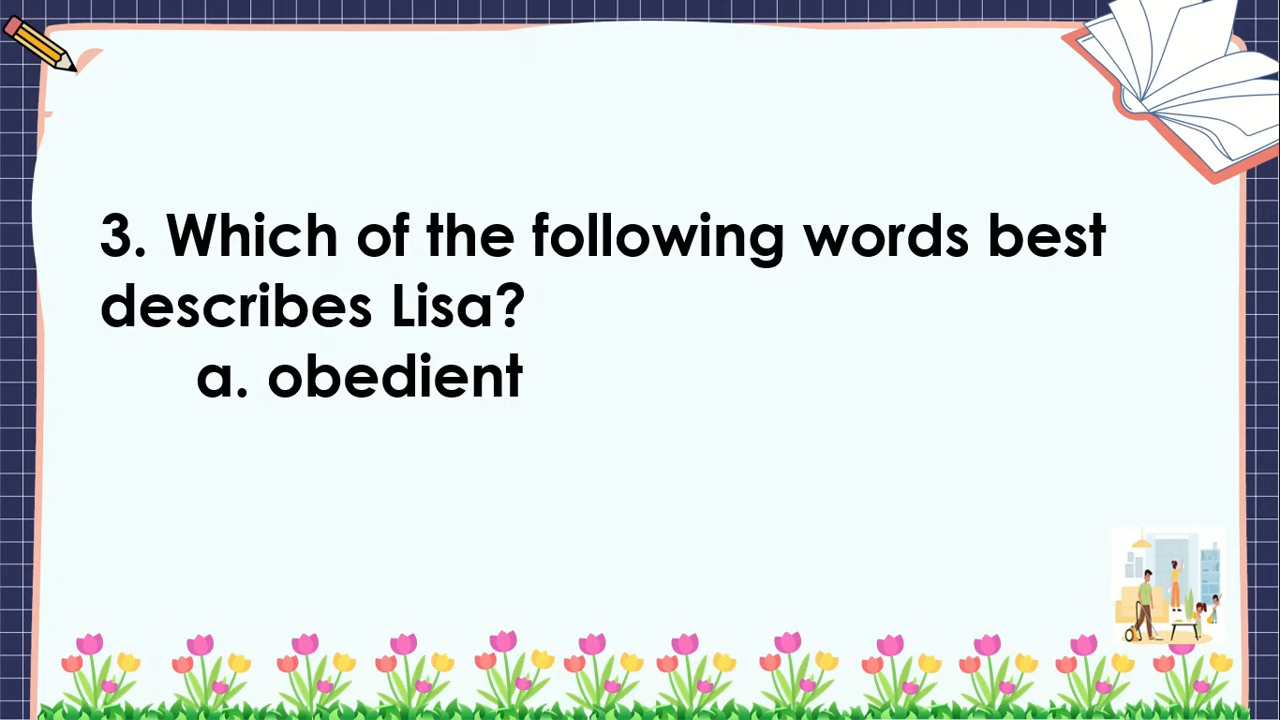 3. Which of the following words best
describes Lisa?
a. obedient